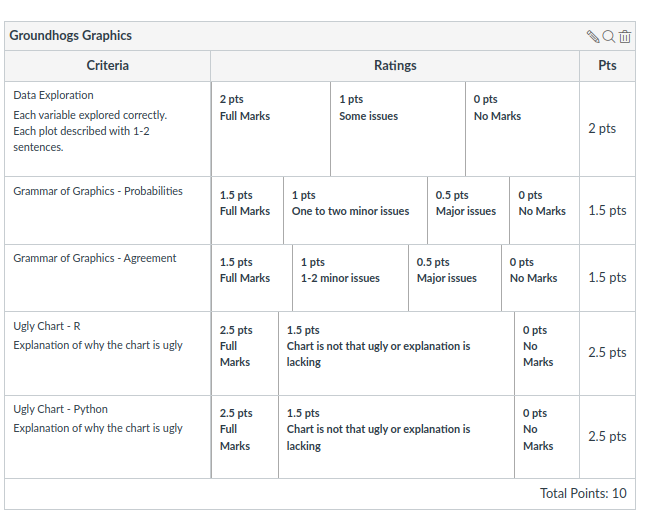 Groundhogs Graphics
Criteria Ratings Pts
Data Exploration
Each variable explored correctly.
Each plot described with 1-2
sentences.
2 pts
Full Marks
1 pts
Some issues
0 pts
No Marks
2 pts
Grammar of Graphics - Probabilities
1.5 pts
Full Marks
1 pts
One to two minor issues
0.5 pts
Major issues
0 pts
No Marks
1.5 pts
Grammar of Graphics - Agreement
1.5 pts
Full Marks
1 pts
1-2 minor issues
0.5 pts
Major issues
0 pts
No Marks
1.5 pts
Ugly Chart - R
Explanation of why the chart is ugly
2.5 pts
Full
Marks
1.5 pts
Chart is not that ugly or explanation is
lacking
0 pts
No
Marks
2.5 pts
Ugly Chart - Python
Explanation of why the chart is ugly
2.5 pts
Full
Marks
1.5 pts
Chart is not that ugly or explanation is
lacking
0 pts
No
Marks
2.5 pts
Total Points: 10